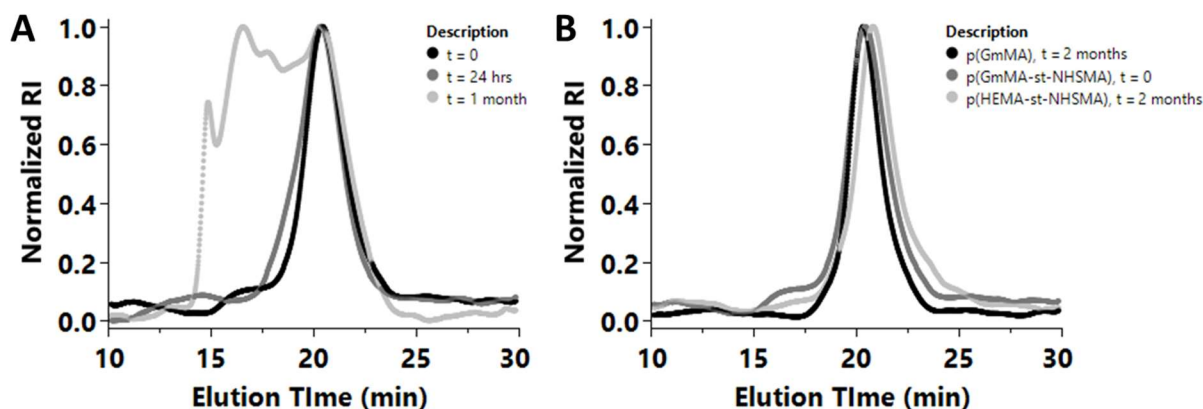 A
Normalized RI
1.0
0.8
0.6
0.4
0.2
0.0
10
15
20
25
30
Elution TIme (min)
Description
t = 0
t = 24 hrs
t = 1 month
B
Normalized RI
1.0
0.8
0.6
0.4
0.2
0.0
10
15
20
25
30
Elution TIme (min)
Description
p(GmMA), t = 2 months
p(GmMA-st-NHSMA), t = 0
p(HEMA-st-NHSMA), t = 2 months